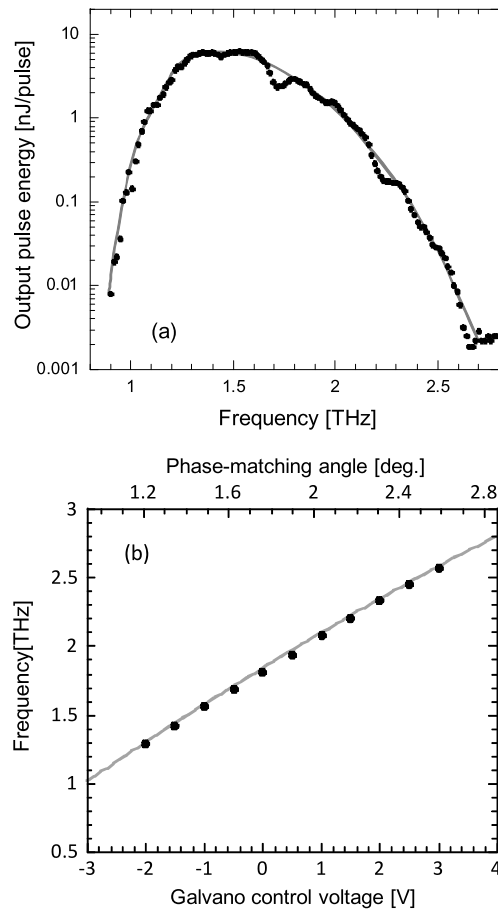 10
1
0.1
0.01
0.001
Output pulse energy [nJ/pulse]
(a)
1 1.5 2 2.5
Frequency [THz]
Phase-matching angle [deg.]
1.2 1.6 2 2.4 2.8
3
2.5
2
1.5
1
0.5
Frequency[THz]
(b)
-3 -2 -1 0 1 2 3 4
Galvano control voltage [V]